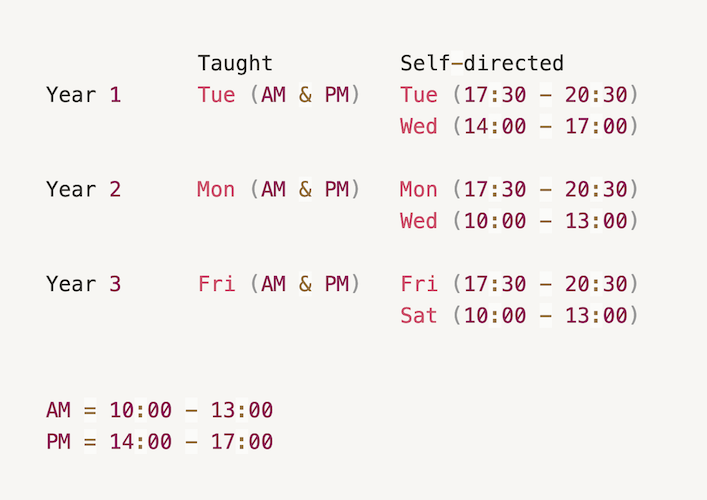 Taught Self-directed
Year 1 Tue (AM & PM) Tue (17:30 - 20:30)
Wed (14:00 - 17:00)
Year 2 Mon (AM & PM) Mon (17:30 - 20:30)
Wed (10:00 - 13:00)
Year 3 Fri (AM & PM) Fri (17:30 - 20:30)
Sat (10:00 - 13:00)
AM = 10:00 - 13:00
PM = 14:00 - 17:00